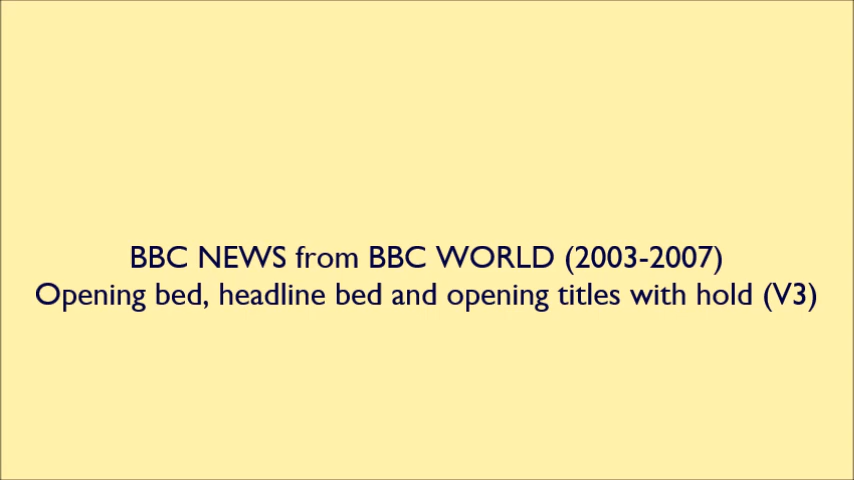 BBC NEWS from BBC WORLD (2003-2007)
Opening bed, headline bed and opening titles with hold (V3)